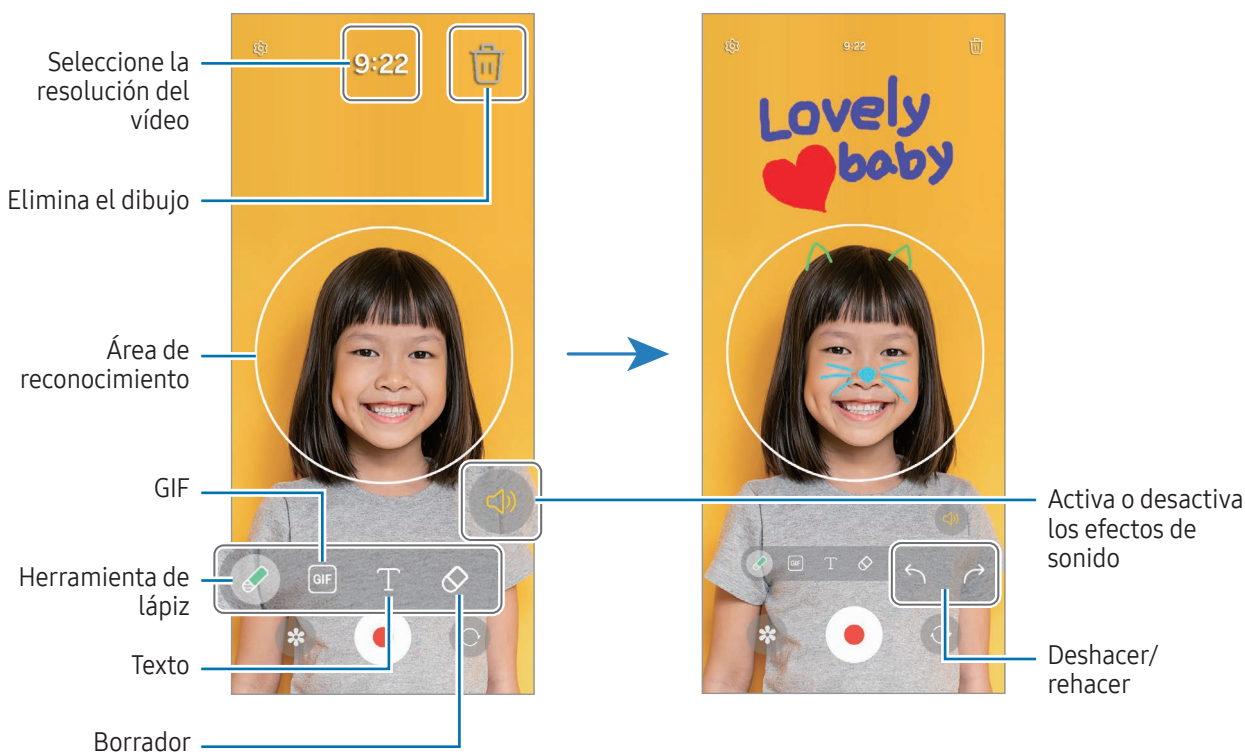 Seleccione la
resolución del
vídeo
9:22
Elimina el dibujo
Área de
reconocimiento
GIF
GIF
Herramienta de
lápiz
T
Texto
Borrador
9:22
Lovely
baby
GIF
T
Activa o desactiva
los efectos de
sonido
Deshacer/
rehacer